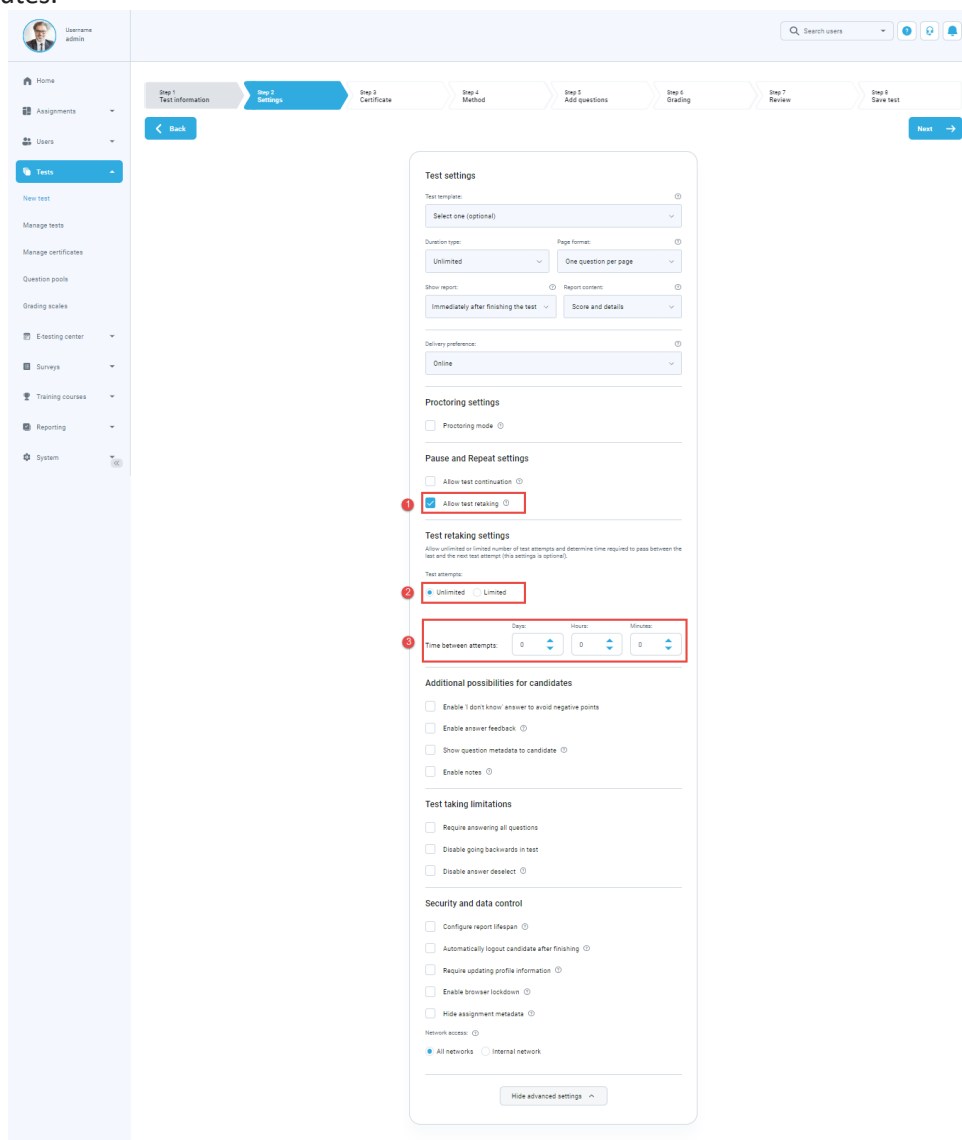 utes.
Username
admin
Search users
Home
Assignments
Users
Tests
New test
Manage tests
Manage certificates
Question pools
Grading scales
E-testing center
Surveys
Training courses
Reporting
System
Step 1
Test information
Step 2
Settings
Step 3
Certificate
Step 4
Method
Step 5
Add questions
Step 6
Grading
Step 7
Review
Step 8
Save test
Back
Next
Test settings
Test template:
Select one (optional)
Duration type:
Page format:
Unlimited
One question per page
Show report:
Report content:
Immediately after finishing the test
Score and details
Delivery preference:
Online
Proctoring settings
Proctoring mode
Pause and Repeat settings
Allow test continuation
1
Allow test retaking
Test retaking settings
Allow unlimited or limited number of test attempts and determine time required to pass between the
last and the next test attempt (this settings is optional).
Test attempts:
2
Unlimited Limited
Days: Hours: Minutes:
3
Time between attempts: 0 0 0
Additional possibilities for candidates
Enable 'I don't know' answer to avoid negative points
Enable answer feedback
Show question metadata to candidate
Enable notes
Test taking limitations
Require answering all questions
Disable going backwards in test
Disable answer deselect
Security and data control
Configure report lifespan
Automatically logout candidate after finishing
Require updating profile information
Enable browser lockdown
Hide assignment metadata
Network access:
All networks Internal network
Hide advanced settings